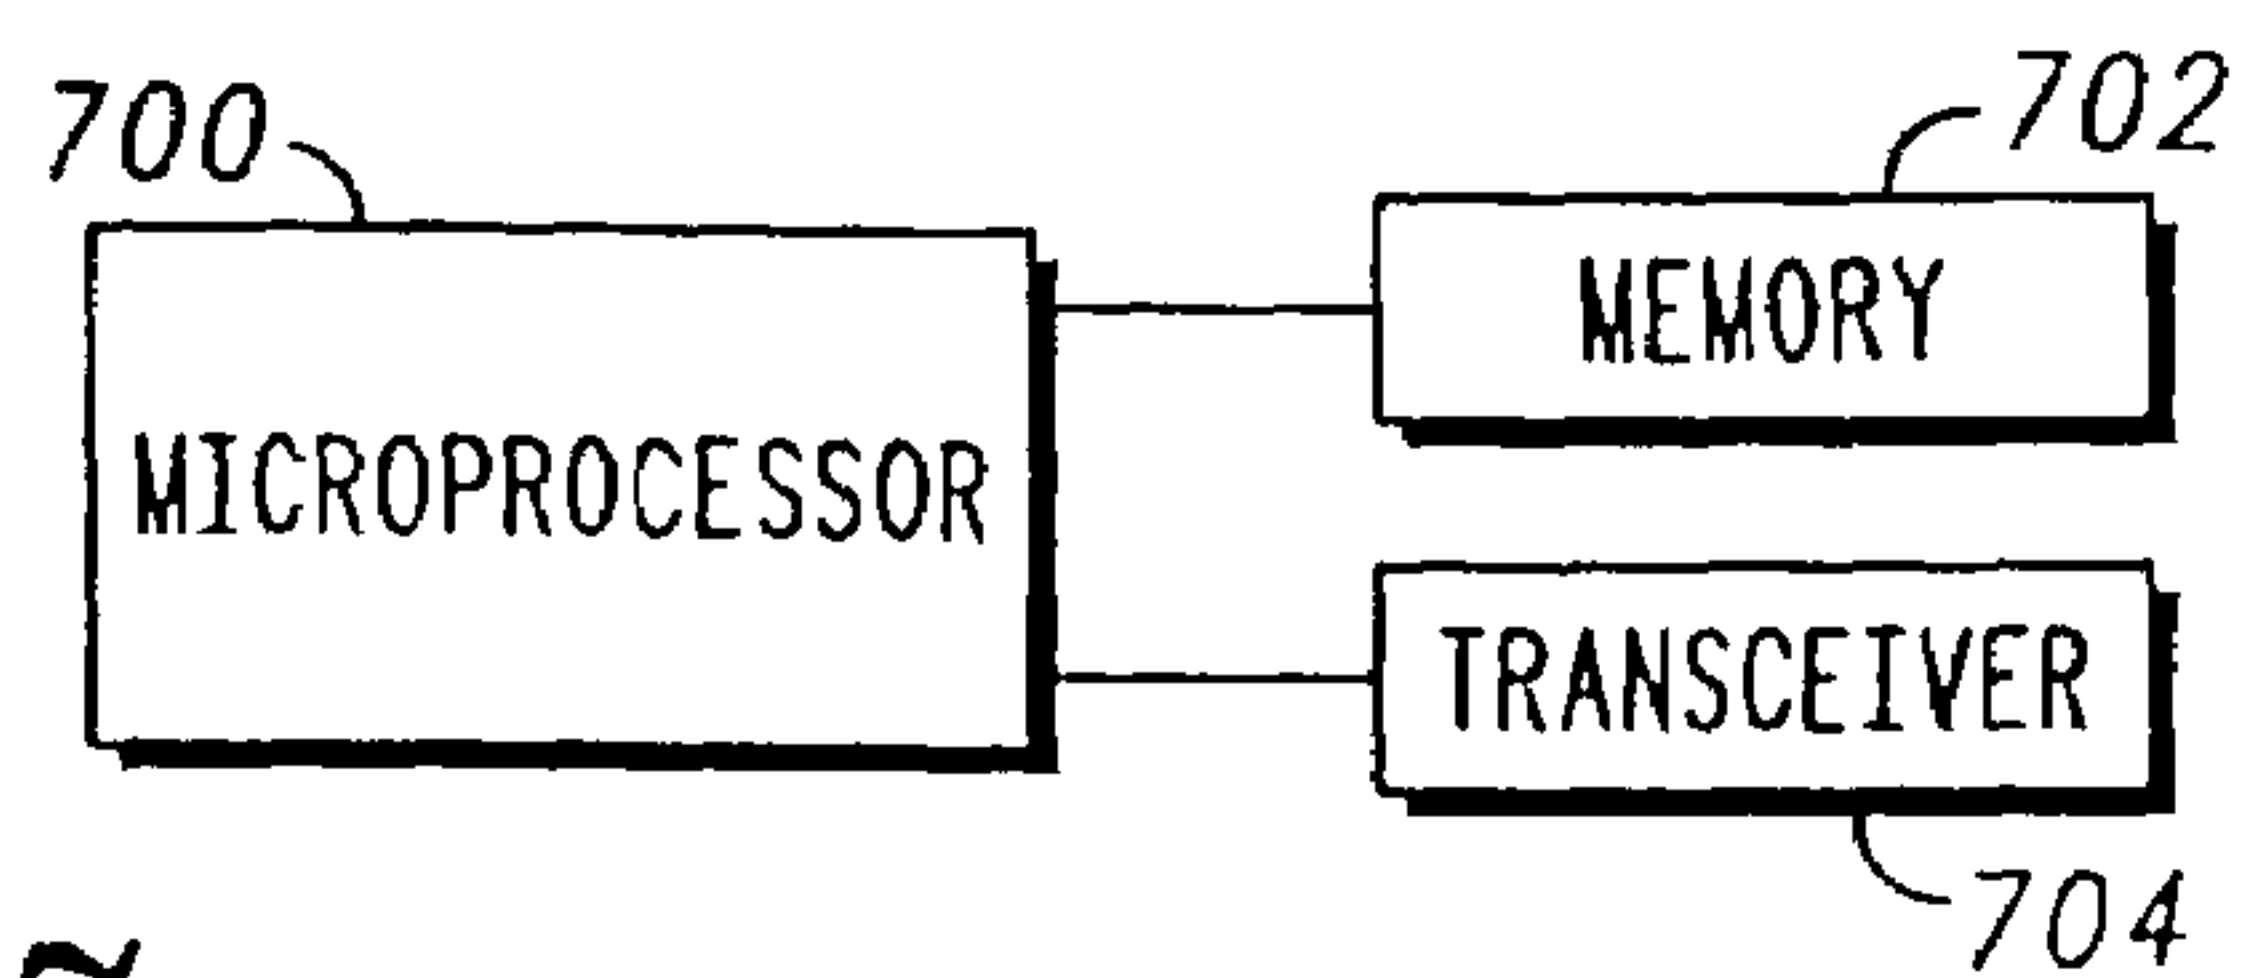 700
702
MEMORY
MICROPROCESSOR
TRANSCEIVER
704